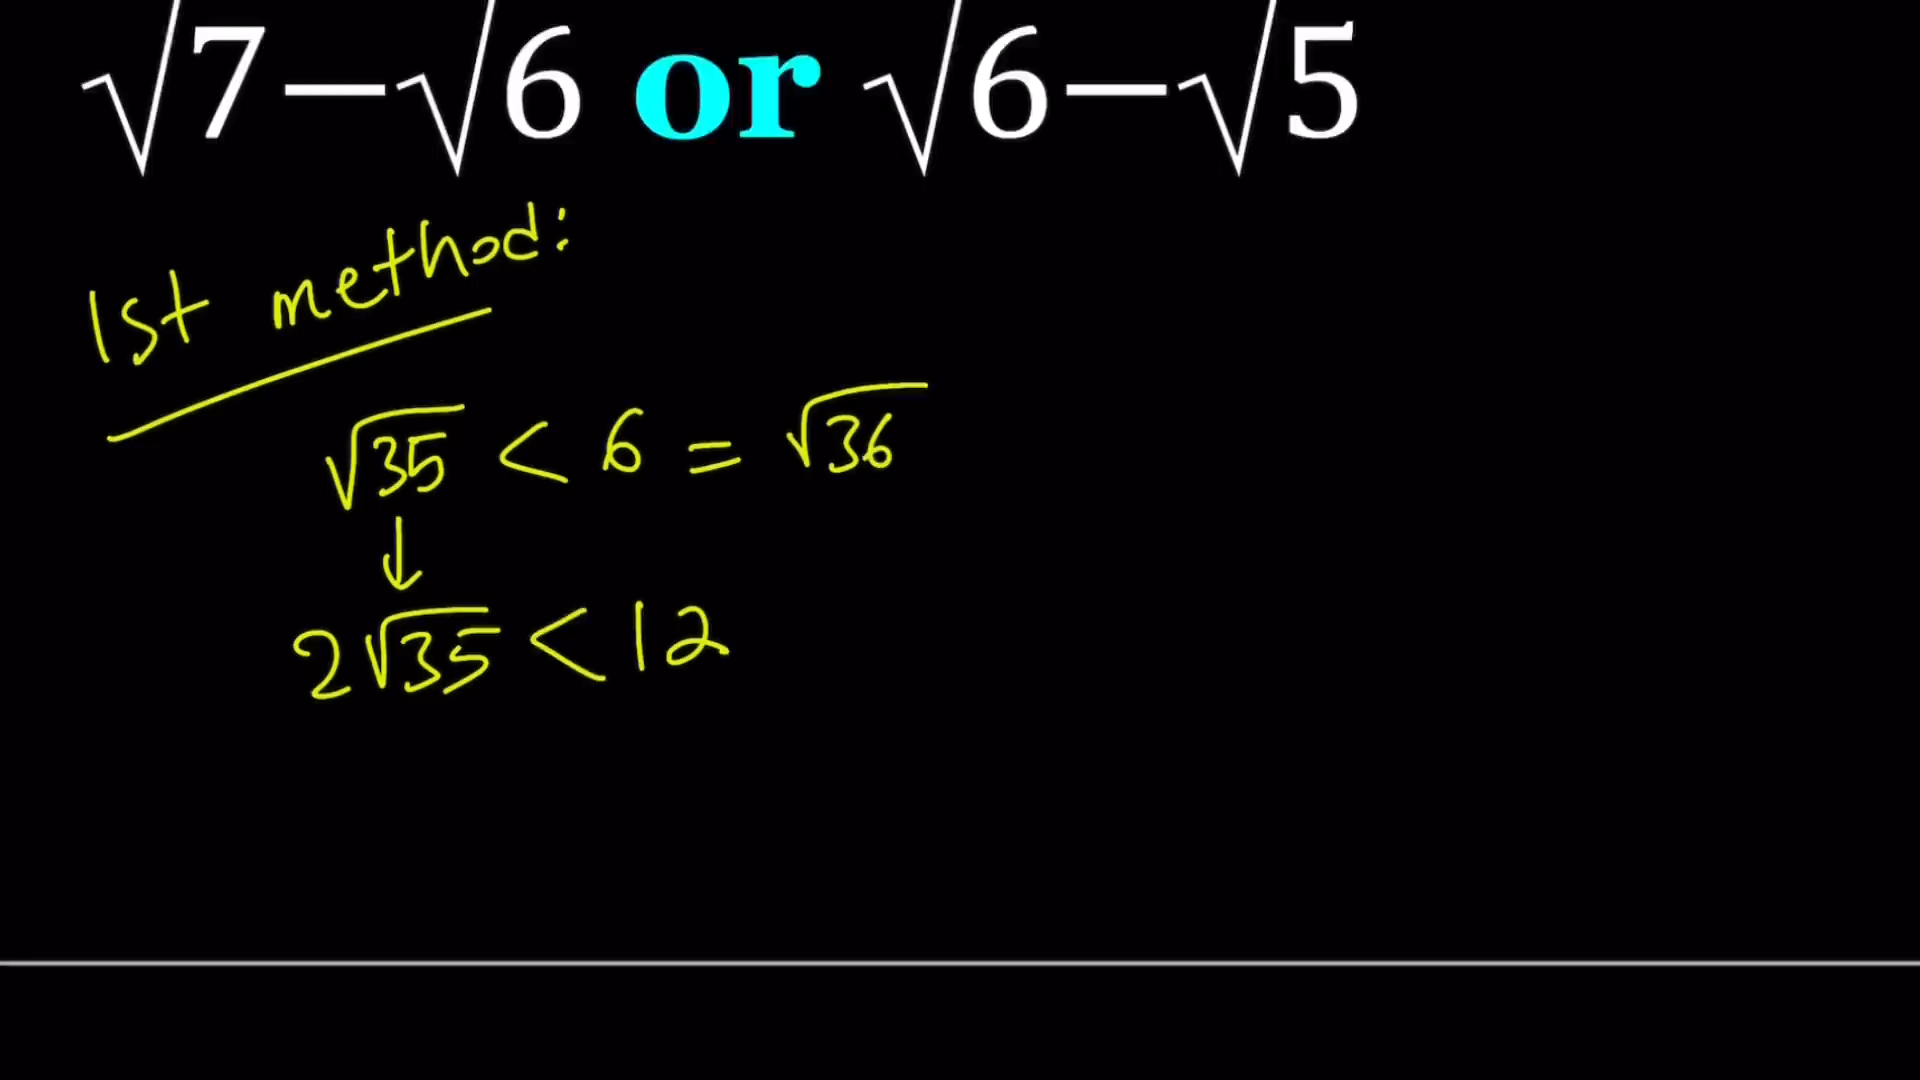 √7−√6 or √6−√5
1st method:
√35 < 6 = √36
↓
2√35 < 12